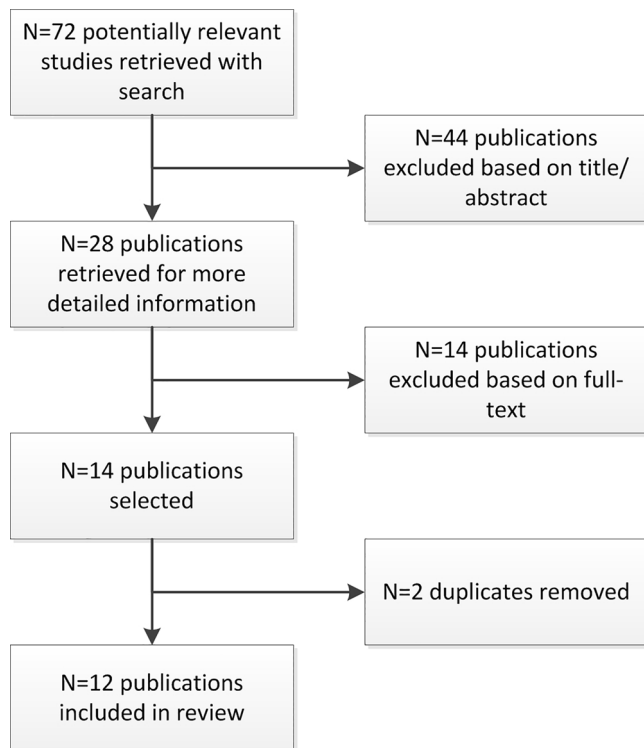 N=72 potentially relevant
studies retrieved with
search
N=44 publications
excluded based on title/
abstract
N=28 publications
retrieved for more
detailed information
N=14 publications
excluded based on full-
text
N=14 publications
selected
N=2 duplicates removed
N=12 publications
included in review